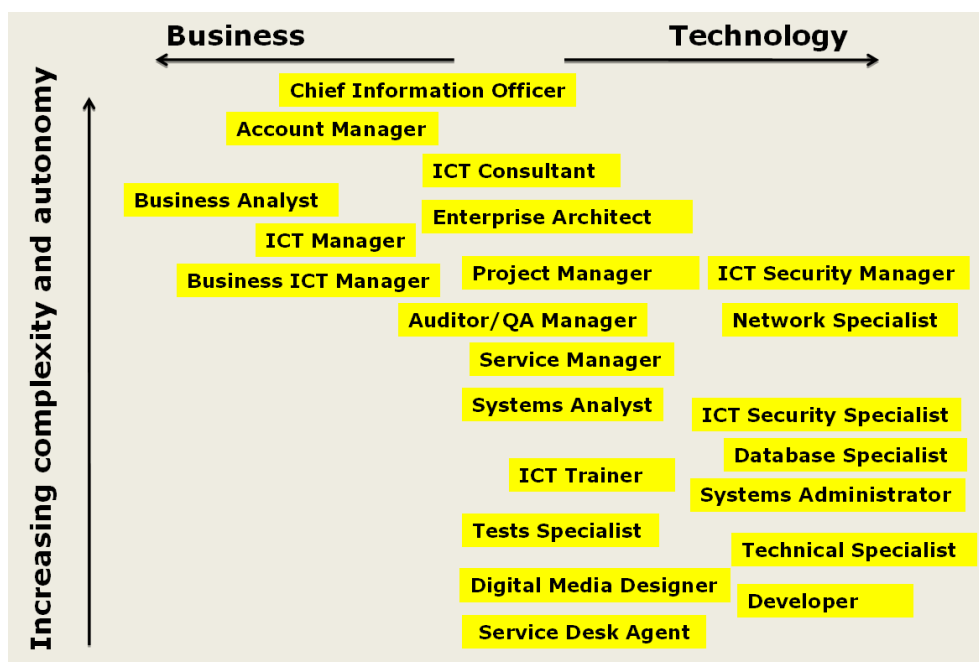 Business
Technology
Increasing complexity and autonomy
Chief Information Officer
Account Manager
ICT Consultant
Business Analyst
Enterprise Architect
ICT Manager
Business ICT Manager
Project Manager
ICT Security Manager
Auditor/QA Manager
Network Specialist
Service Manager
Systems Analyst
ICT Security Specialist
Database Specialist
ICT Trainer
Systems Administrator
Tests Specialist
Technical Specialist
Digital Media Designer
Developer
Service Desk Agent